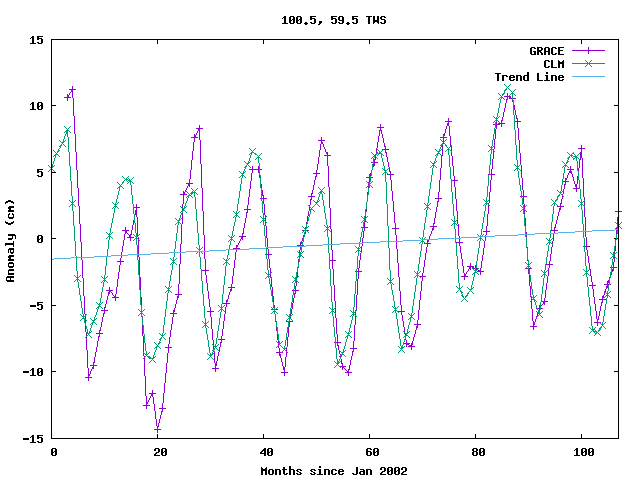 100.5, 59.5 TWS
GRACE
CLM
Trend Line
15
10
5
0
-5
-10
-15
Anomaly (cm)
0 20 40 60 80 100
Months since Jan 2002